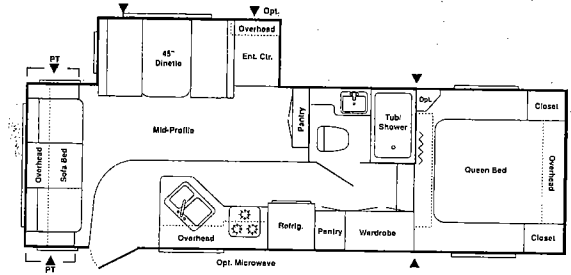 Opt.
Overhead
45"
Dinette
Ent. Ctr.
PT
Overhead
Sofa Bed
Mid-Profile
Pantry
Tub/
Shower
Opt.
Closet
Queen Bed
Overhead
Closet
Overhead
Refrig.
Pantry
Wardrobe
Opt. Microwave
PT